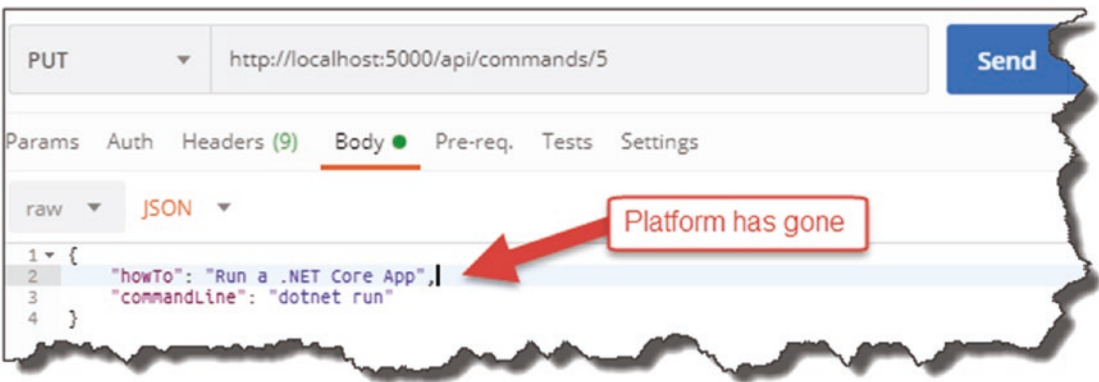 PUT http://localhost:5000/api/commands/5 Send
Params Auth Headers (9) Body Pre-req. Tests Settings
raw JSON
Platform has gone
1 {
2 "howTo": "Run a .NET Core App",
3 "commandLine": "dotnet run"
4 }